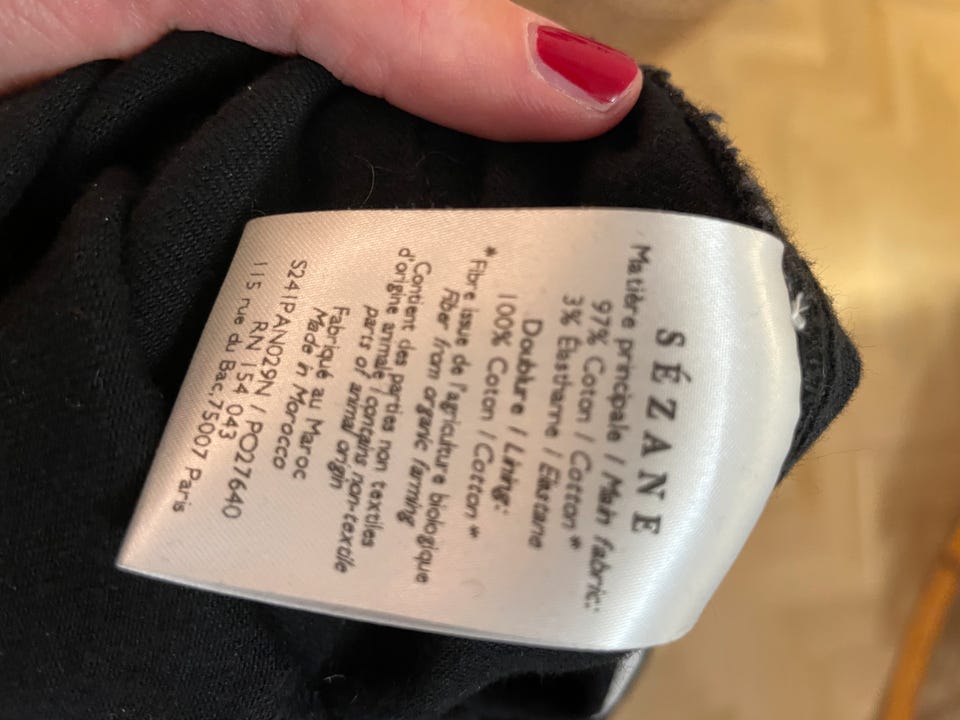 SÉZANE
Matière principale / Main fabric:
97% Coton / Cotton*
3% Élasthanne / Elastane
Doublure / Lining:
100% Coton / Cotton*
*Fibre issue de l'agriculture biologique
Fiber from organic farming
Contient des parties non textiles
d'origine animale / contains non-textile
parts of animal origin
Fabriqué au Maroc
Made in Morocco
S241PAN029N / PO27640
RN 154 043
115 rue du Bac, 75007 Paris